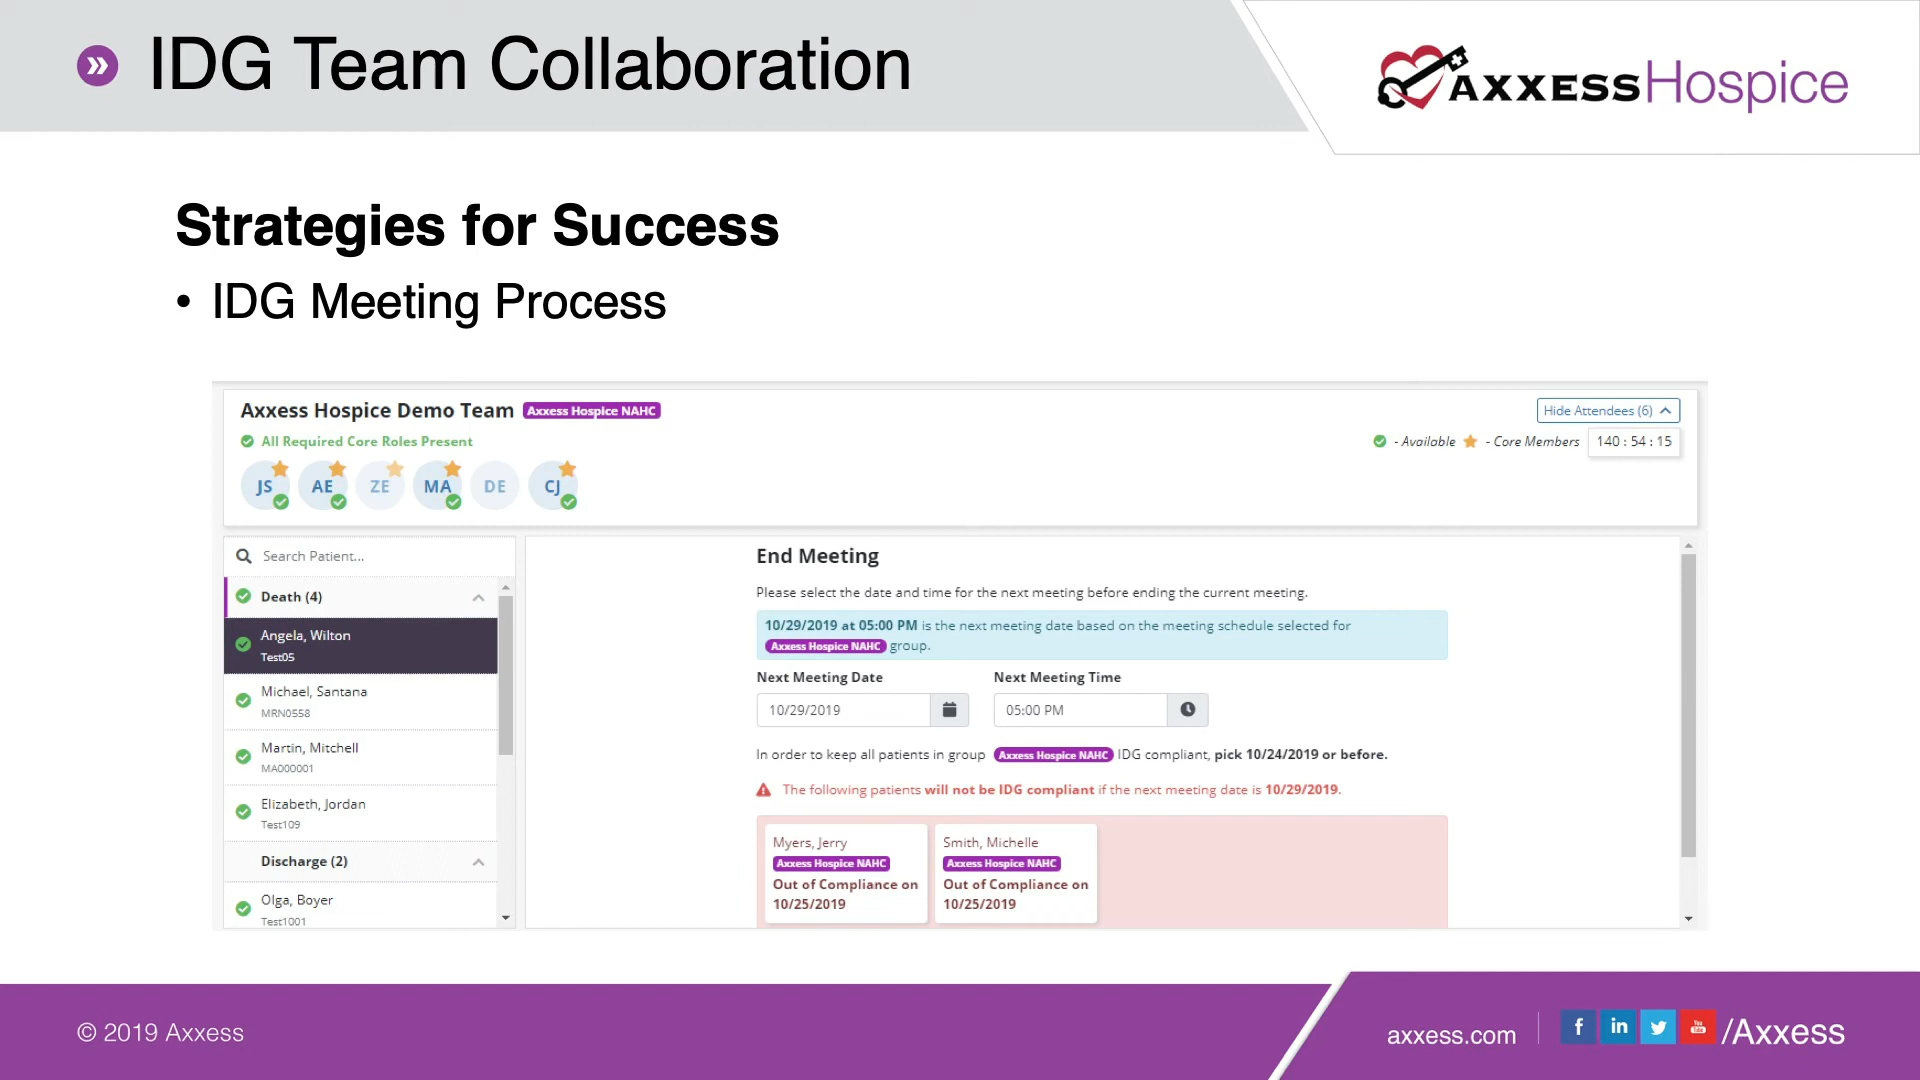 IDG Team Collaboration
AXXESS Hospice
Strategies for Success
• IDG Meeting Process
Axxess Hospice Demo Team Axxess Hospice NAHC
Hide Attendees (6)
All Required Core Roles Present
- Available - Core Members 140 : 54 : 15
JS AE ZE MA DE CJ
Search Patient...
Death (4)
Angela, Wilton
Test05
Michael, Santana
MRN0558
Martin, Mitchell
MA000001
Elizabeth, Jordan
Test109
Discharge (2)
Olga, Boyer
Test1001
End Meeting
Please select the date and time for the next meeting before ending the current meeting.
10/29/2019 at 05:00 PM is the next meeting date based on the meeting schedule selected for
Axxess Hospice NAHC group.
Next Meeting Date Next Meeting Time
10/29/2019 05:00 PM
In order to keep all patients in group Axxess Hospice NAHC IDG compliant, pick 10/24/2019 or before.
The following patients will not be IDG compliant if the next meeting date is 10/29/2019.
Myers, Jerry
Axxess Hospice NAHC
Out of Compliance on
10/25/2019
Smith, Michelle
Axxess Hospice NAHC
Out of Compliance on
10/25/2019
© 2019 Axxess
axxess.com
/Axxess